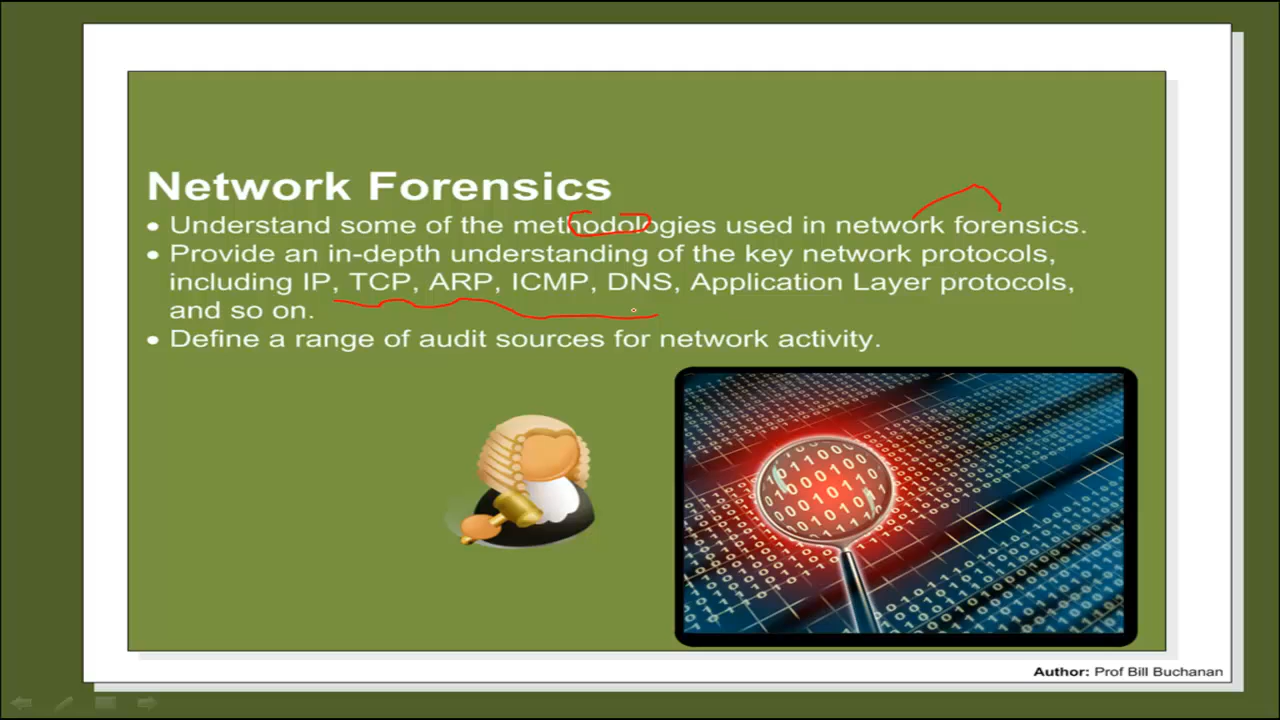 Network Forensics
• Understand some of the methodologies used in network forensics.
• Provide an in-depth understanding of the key network protocols,
including IP, TCP, ARP, ICMP, DNS, Application Layer protocols,
and so on.
• Define a range of audit sources for network activity.
Author: Prof Bill Buchanan